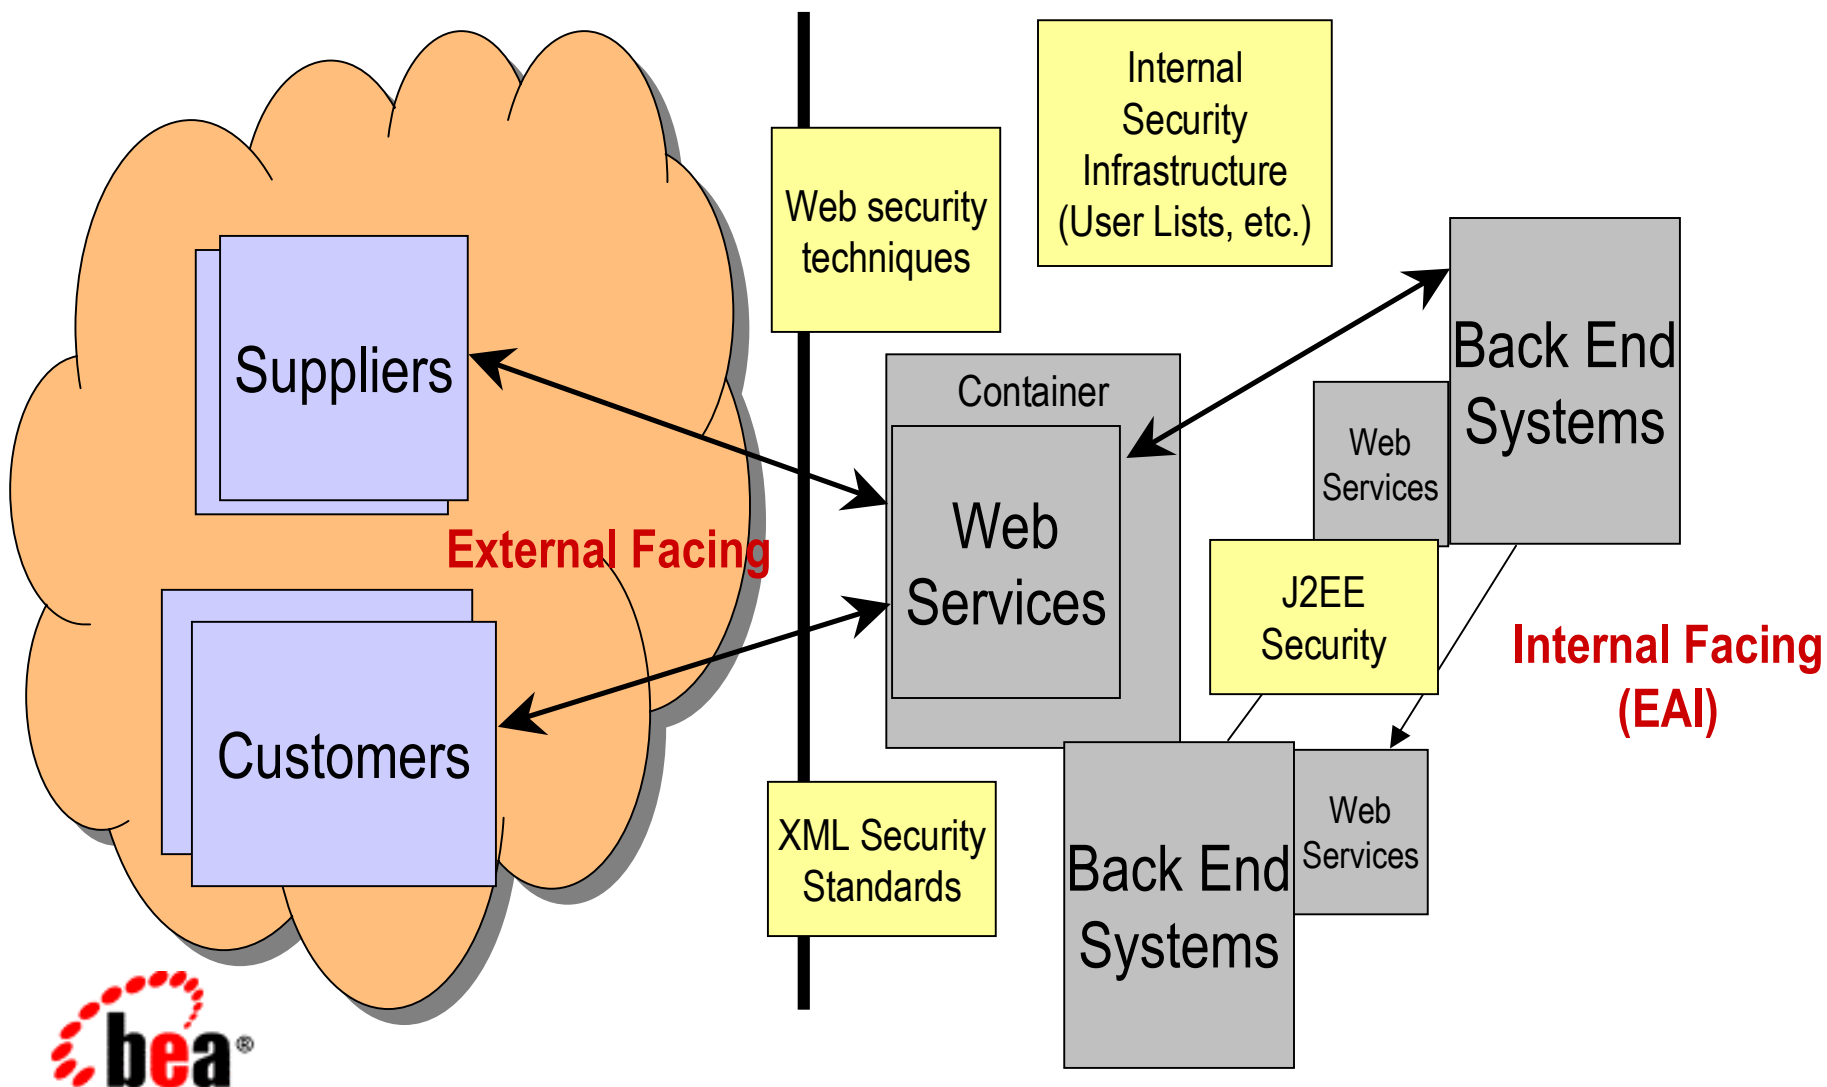 Internal
Security
Infrastructure
(User Lists, etc.)
Web security
techniques
Suppliers
Container
Back End
Systems
Web
Services
External Facing
Web
Services
J2EE
Security
Internal Facing
(EAI)
Customers
XML Security
Standards
Back End
Systems
Web
Services
bea®